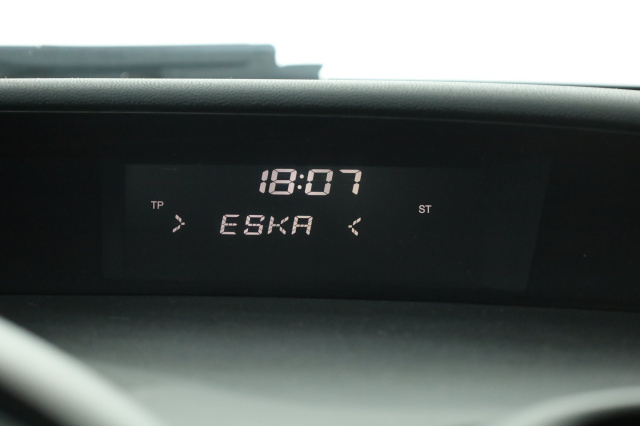 18:07
TP ST
> ESKA <